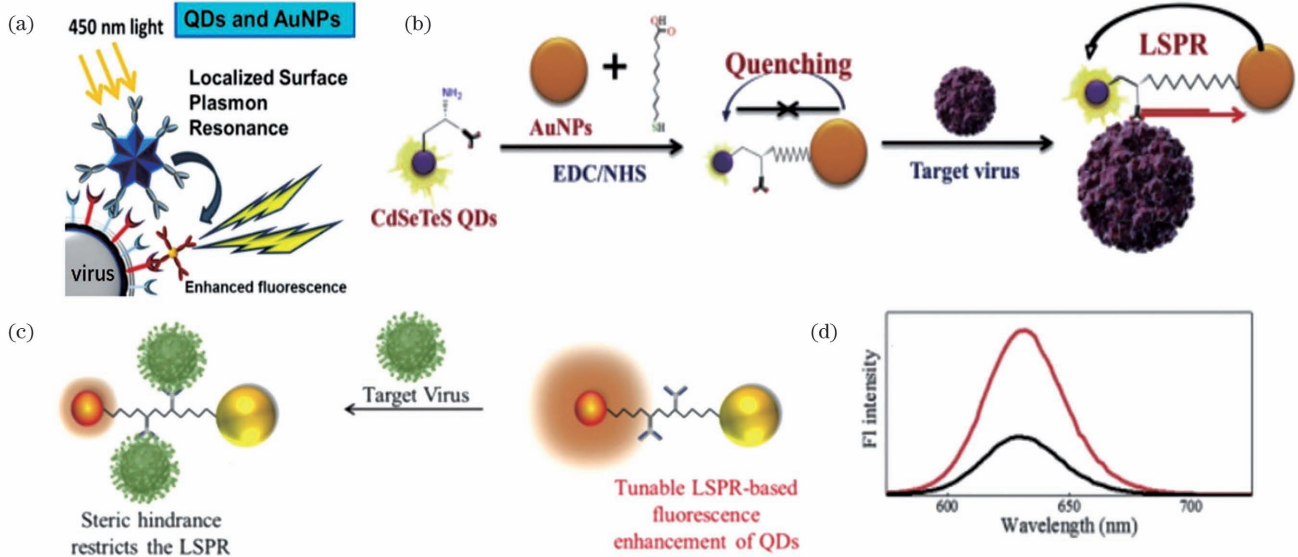 (a)
450 nm light
QDs and AuNPs
Localized Surface
Plasmon
Resonance
virus
Enhanced fluorescence
(b)
NH₂
CdSeTeS QDs
AuNPs
+
OH
O
SH
EDC/NHS
Quenching
Target virus
LSPR
(c)
Steric hindrance
restricts the LSPR
Target Virus
Tunable LSPR-based
fluorescence
enhancement of QDs
(d)
Fl intensity
600
650
700
Wavelength (nm)